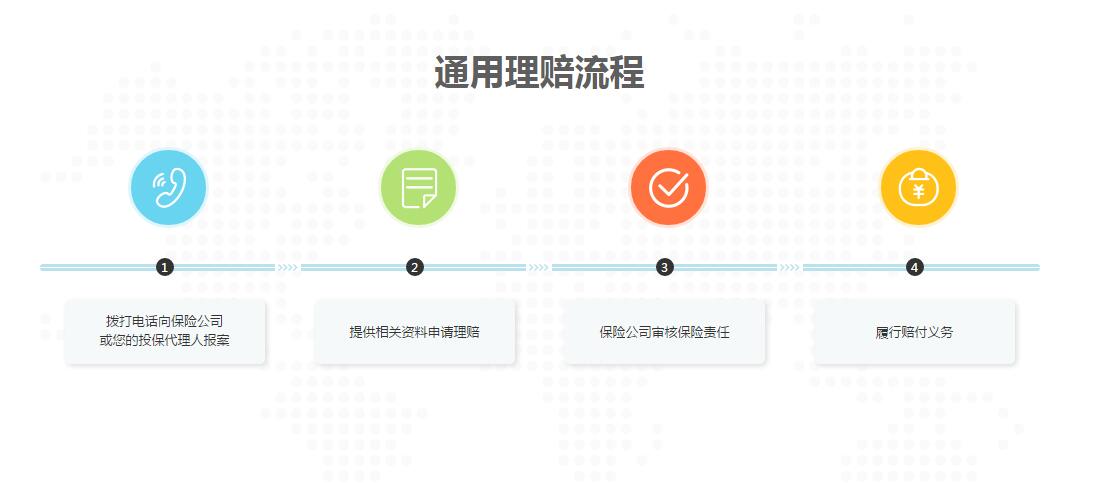 通用理赔流程
¥
1
2
3
4
拨打电话向保险公司
或您的投保代理人报案
提供相关资料申请理赔
保险公司审核保险责任
履行赔付义务